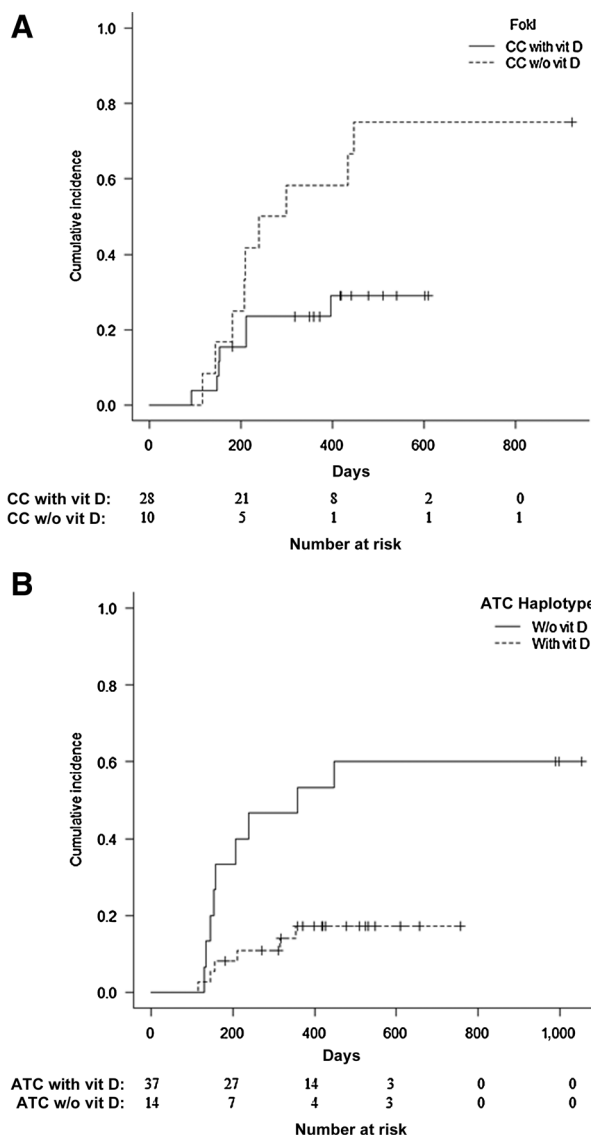 A
FokI
CC with vit D
CC w/o vit D
1.0
0.8
0.6
0.4
0.2
0.0
Cumulative incidence
0 200 400 600 800
Days
CC with vit D: 28 21 8 2 0
CC w/o vit D: 10 5 1 1 1
Number at risk
B
ATC Haplotype
W/o vit D
With vit D
1.0
0.8
0.6
0.4
0.2
0.0
Cumulative incidence
0 200 400 600 800 1,000
Days
ATC with vit D: 37 27 14 3 0 0
ATC w/o vit D: 14 7 4 3 0 0
Number at risk